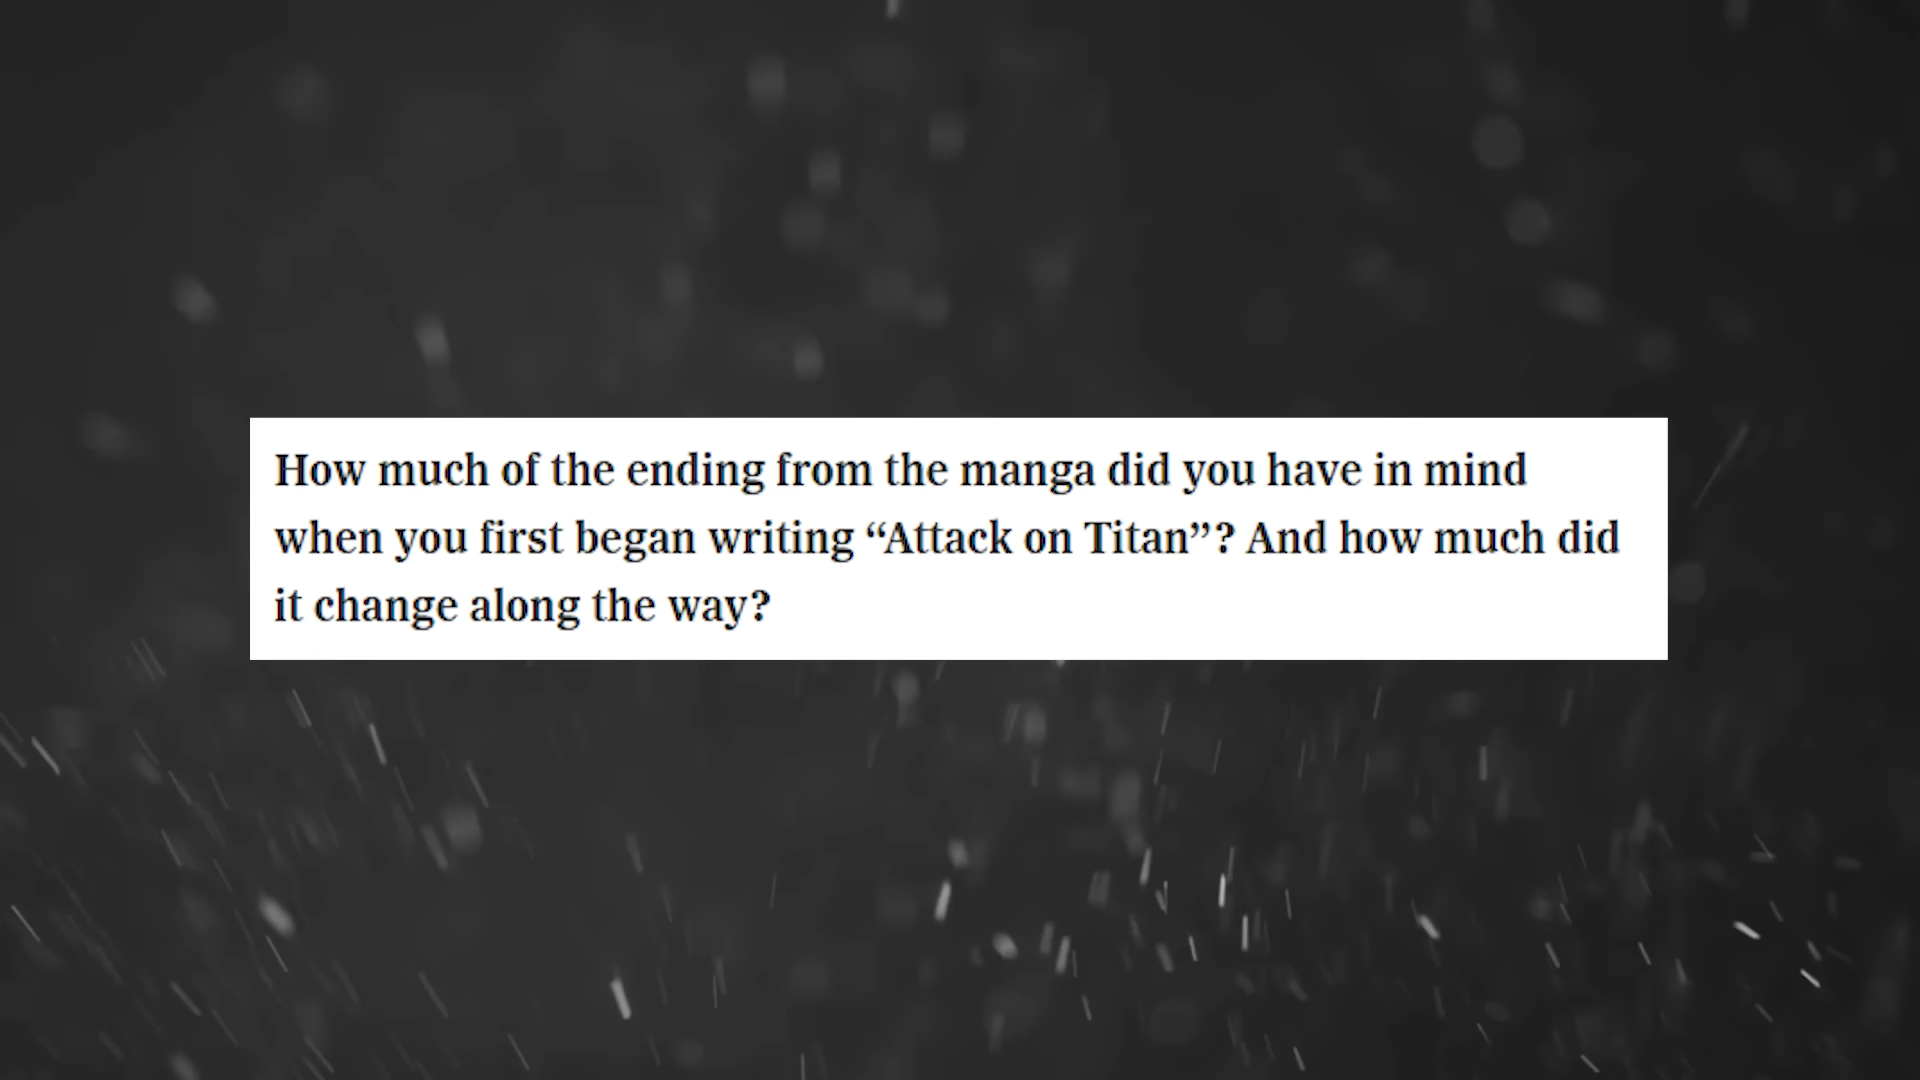 How much of the ending from the manga did you have in mind
when you first began writing “Attack on Titan”? And how much did
it change along the way?